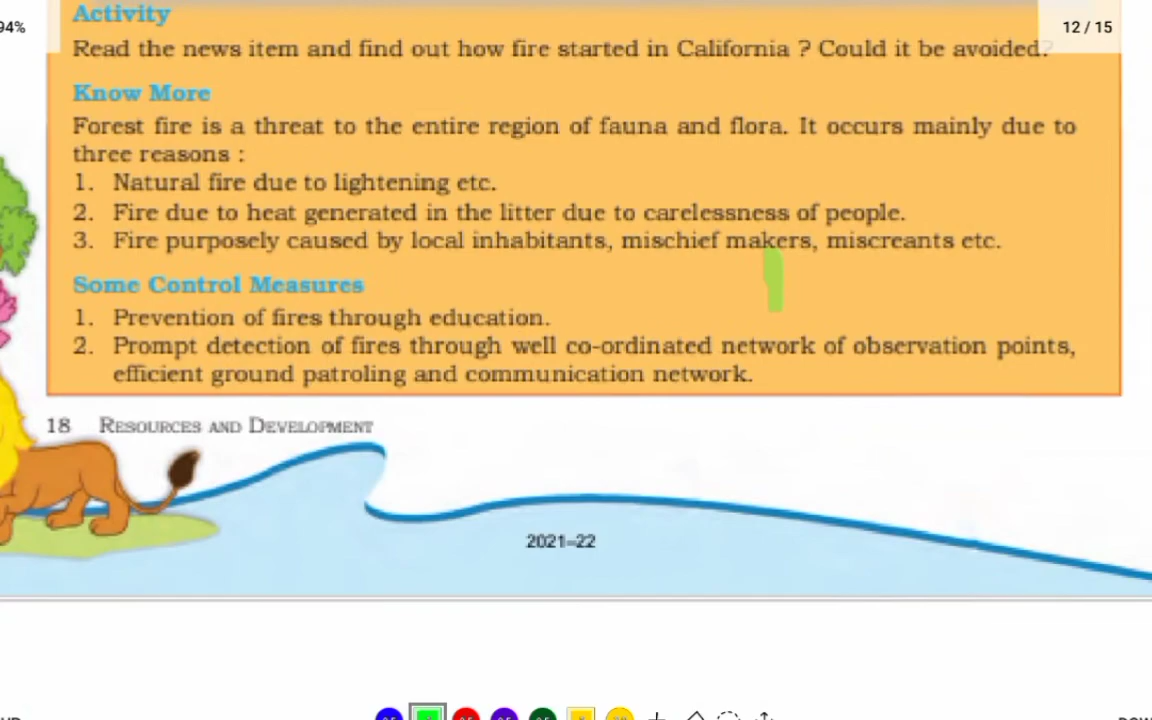 94%
12 / 15
Activity
Read the news item and find out how fire started in California ? Could it be avoided?
Know More
Forest fire is a threat to the entire region of fauna and flora. It occurs mainly due to
three reasons :
1. Natural fire due to lightening etc.
2. Fire due to heat generated in the litter due to carelessness of people.
3. Fire purposely caused by local inhabitants, mischief makers, miscreants etc.
Some Control Measures
1. Prevention of fires through education.
2. Prompt detection of fires through well co-ordinated network of observation points,
efficient ground patroling and communication network.
18 RESOURCES AND DEVELOPMENT
2021–22